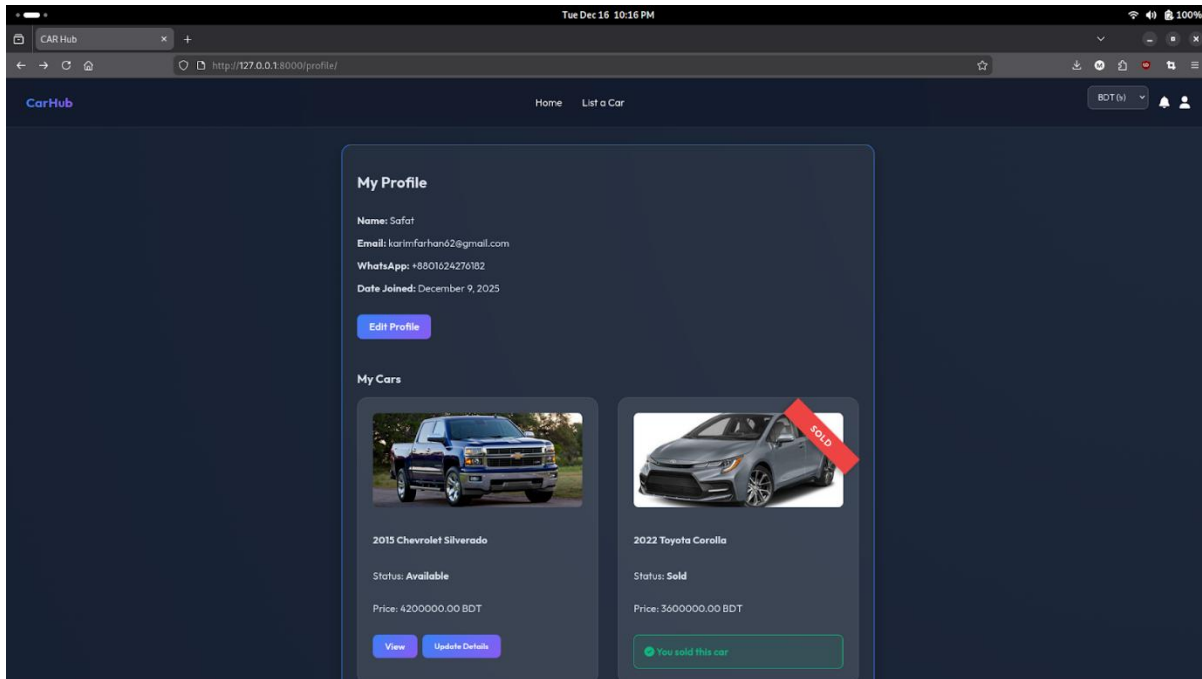 Tue Dec 16 10:16 PM
100%
CAR Hub
http://127.0.0.1:8000/profile/
CarHub
Home List a Car
BDT (৳)
My Profile
Name: Safat
Email: karimfarhan62@gmail.com
WhatsApp: +8801624276182
Date Joined: December 9, 2025
Edit Profile
My Cars
SOLD
2015 Chevrolet Silverado
2022 Toyota Corolla
Status: Available
Status: Sold
Price: 4200000.00 BDT
Price: 3600000.00 BDT
View Update Details
You sold this car